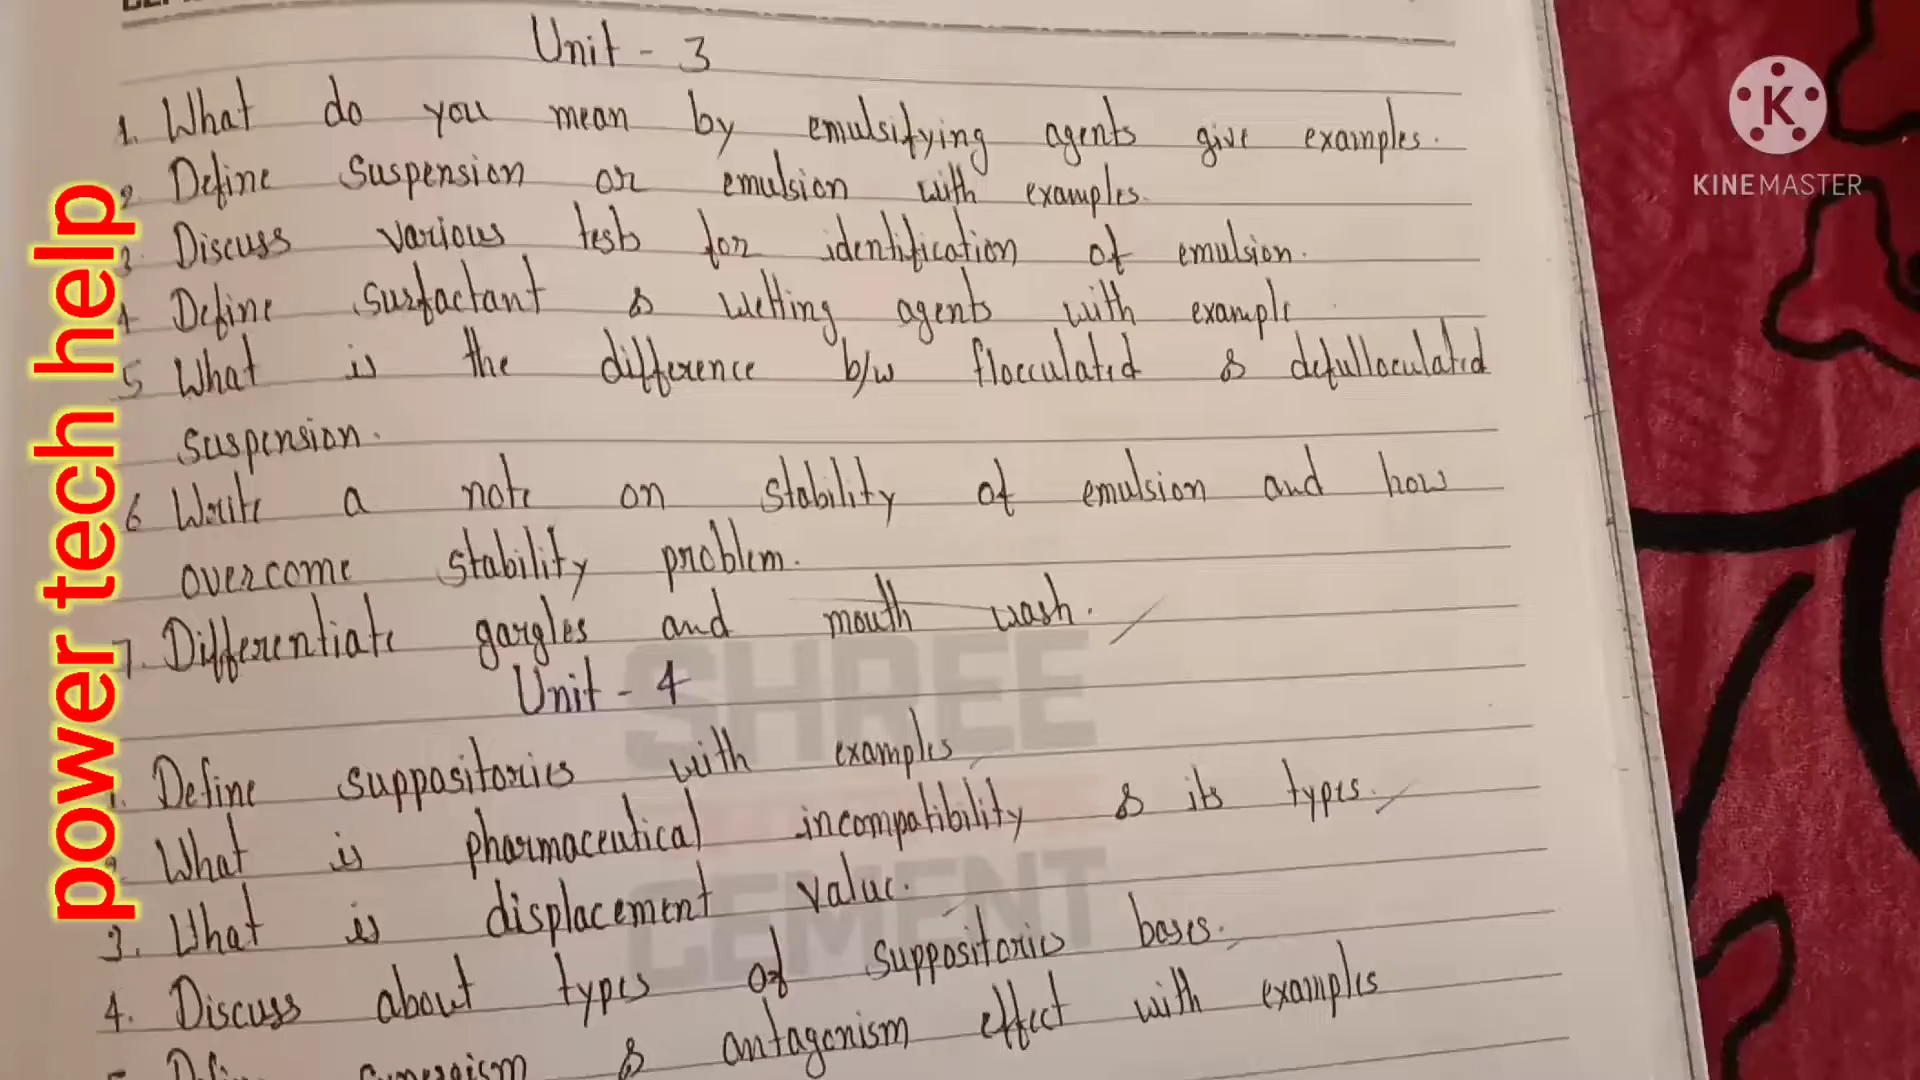 Unit - 3
1. What do you mean by emulsifying agents give examples.
2. Define Suspension or emulsion with examples.
3. Discuss various tests for identification of emulsion.
4 Define surfactant & wetting agents with example
5 What is the difference b/w flocculated & defulloculated
suspension.
6 Write a note on stability of emulsion and how
overcome stability problem.
7. Differentiate gargles and mouth wash.
Unit - 4
1. Define suppositories with examples
2. What is pharmaceutical incompatibility & its types.
3. What is displacement value.
4. Discuss about types of suppositories bases.
5 Define synergism & antagonism effect with examples
SHREE
CEMENT
power tech help
K
KINEMASTER